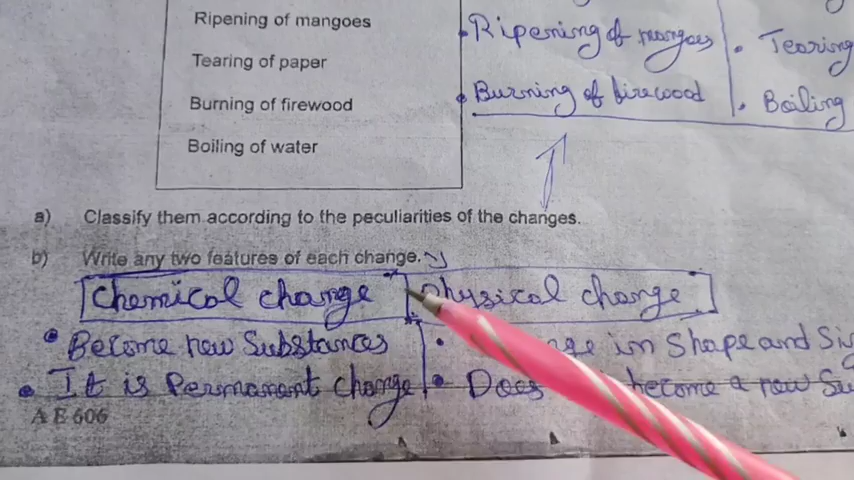 Ripening of mangoes
Tearing of paper
Burning of firewood
Boiling of water
• Ripening of mangoes
• Burning of firewood
• Tearing
• Boiling
a) Classify them according to the peculiarities of the changes.
b) Write any two features of each change.
Chemical change physical change
• Become new Substances
• in Shape and
• It is Permanant change
• Does become a new
AE 606